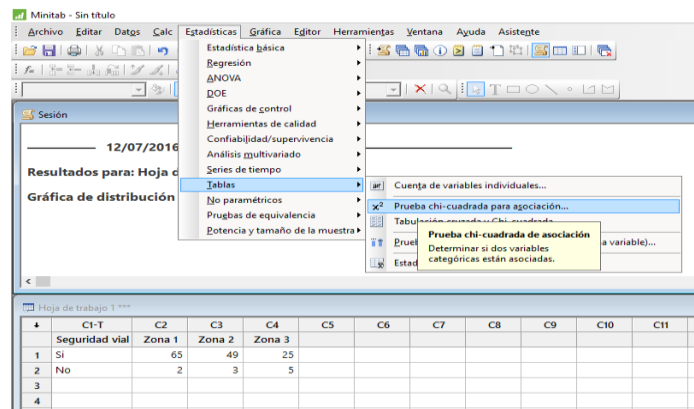 Minitab - Sin título
Archivo Editar Datos Calc Estadísticas Gráfica Editor Herramientas Ventana Ayuda Asistente
Estadística básica
Regresión
ANOVA
DOE
Gráficas de control
Herramientas de calidad
Confiabilidad/supervivencia
Análisis multivariado
Series de tiempo
Tablas
No paramétricos
Pruebas de equivalencia
Potencia y tamaño de la muestra
Cuenta de variables individuales...
Prueba chi-cuadrada para asociación...
Tabulación cruzada y Chi-cuadrada...
a variable)...
Prueba chi-cuadrada de asociación
Determinar si dos variables
categóricas están asociadas.
Sesión
12/07/2016
Resultados para: Hoja d
Gráfica de distribución
Hoja de trabajo 1 ***
C1-T C2 C3 C4 C5 C6 C7 C8 C9 C10 C11
Seguridad vial Zona 1 Zona 2 Zona 3
1 Si 65 49 25
2 No 2 3 5
3
4